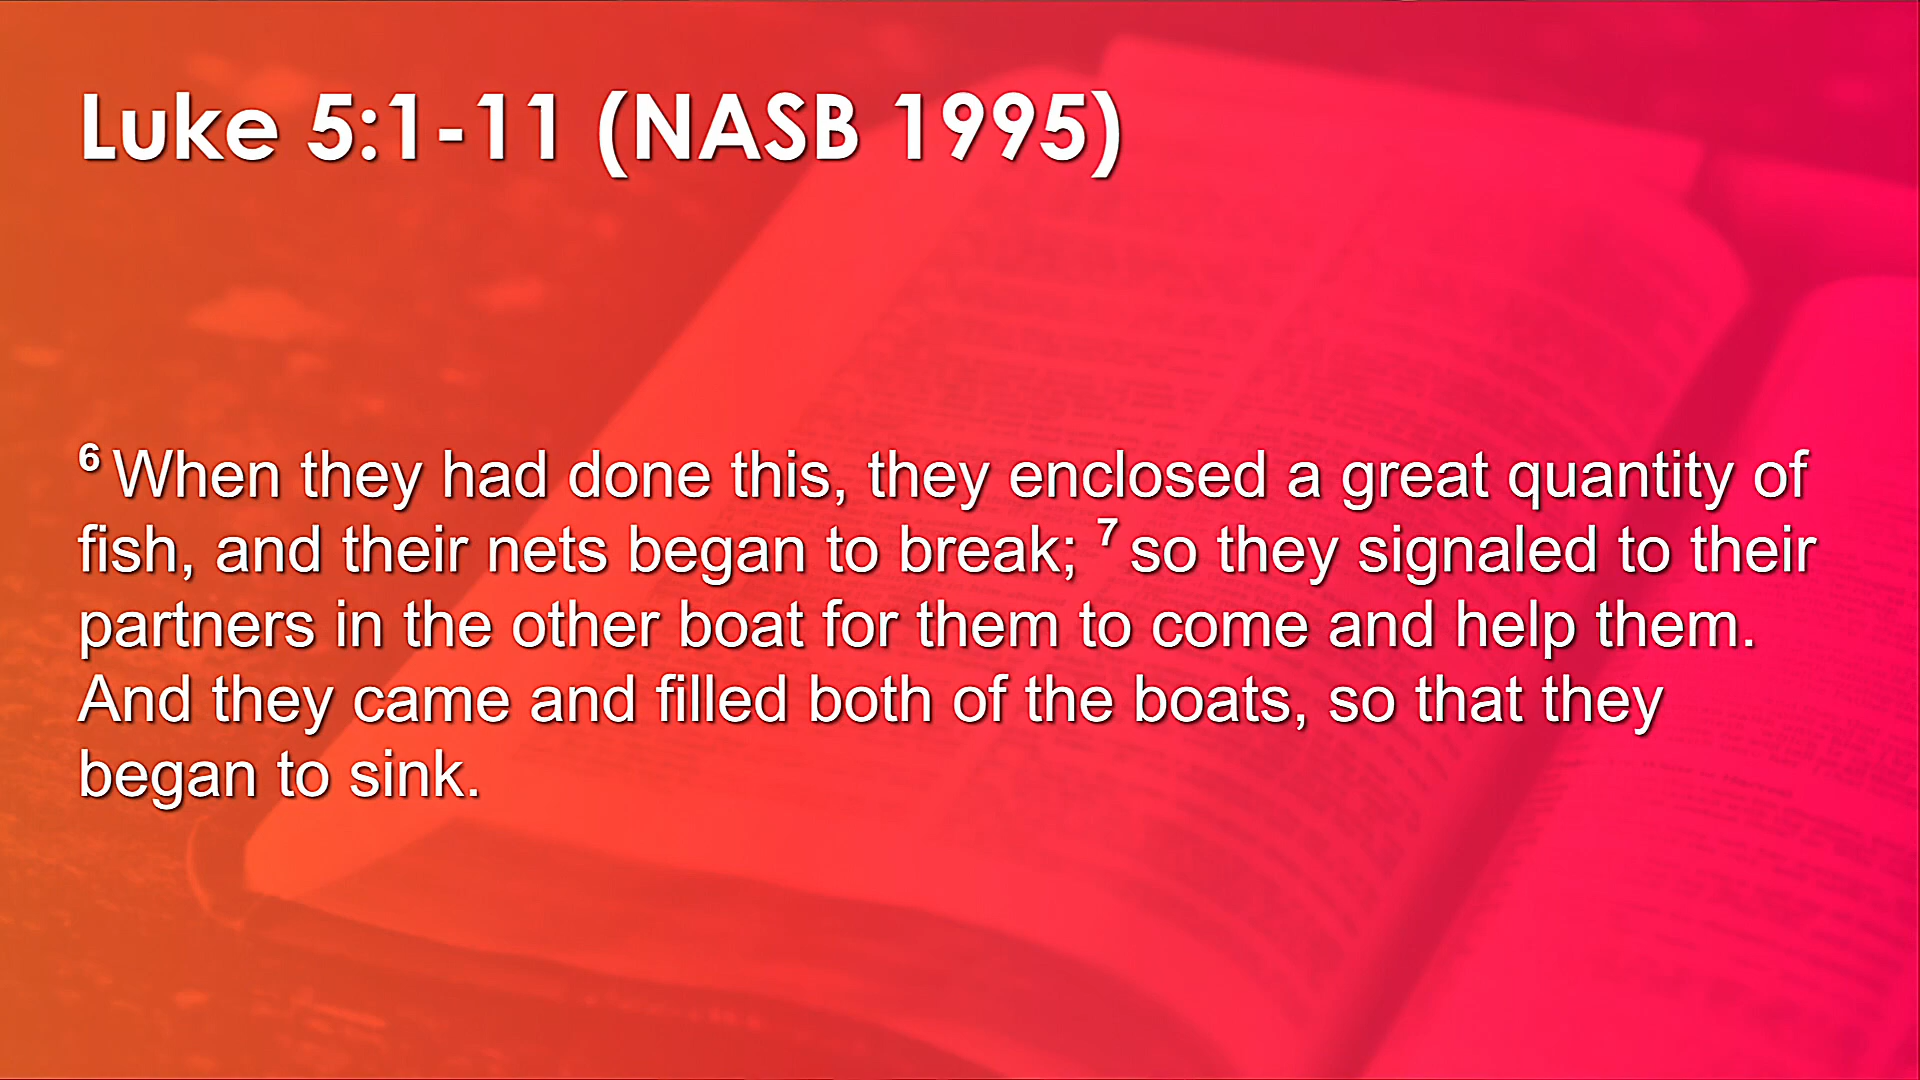 Luke 5:1-11 (NASB 1995)
6 When they had done this, they enclosed a great quantity of
fish, and their nets began to break; 7 so they signaled to their
partners in the other boat for them to come and help them.
And they came and filled both of the boats, so that they
began to sink.